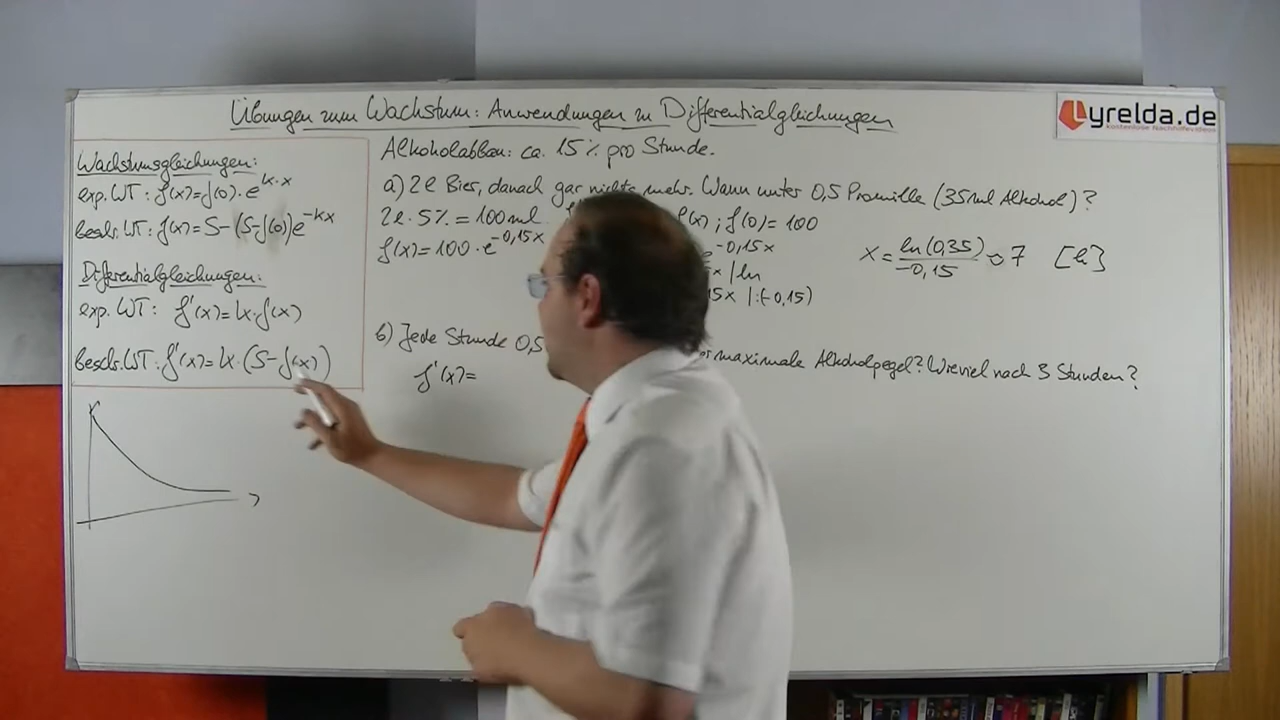 Übungen zum Wachstum: Anwendungen zu Differentialgleichungen
Lyrelda.de
kostenlose Nachhilfevideos
Wachstumsgleichungen:
exp. WT: f(x)=f(0)·e^k·x
beschr. WT: f(x)=S-(S-f(0))e^-kx
Differentialgleichungen:
exp. WT: f'(x)=k·f(x)
beschr. WT: f'(x)=k·(S-f(x))
Alkoholabbau: ca. 15% pro Stunde.
a) 2l Bier, danach gar nichts mehr. Wann unter 0,5 Promille (35ml Alkohol)?
2l·5%=100ml f(x); f(0)=100
f(x)=100·e^-0,15x e^-0,15x
x | ln
15x |:(-0,15)
x = ln(0,35) / -0,15 ≈ 7 [h]
b) Jede Stunde 0,5 maximale Alkoholpegel? Wieviel nach 3 Stunden?
f'(x)=